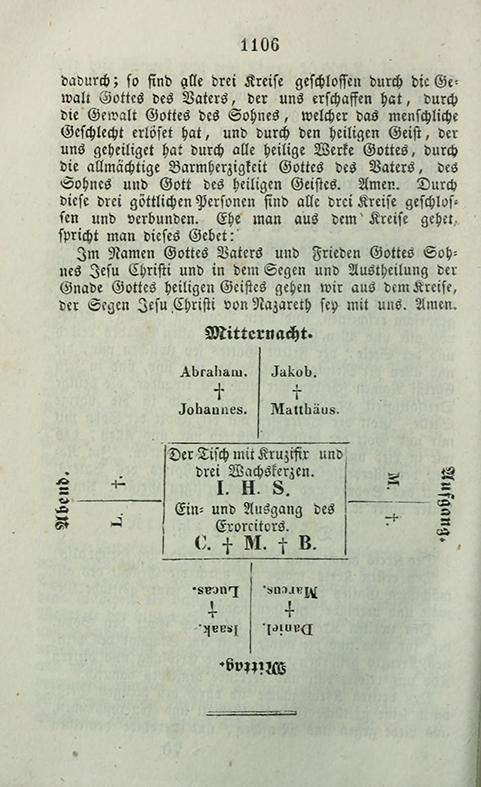 1106
dadurch; so sind alle drei Kreise geschlossen durch die Ge=
walt Gottes des Vaters, der uns erschaffen hat, durch
die Gewalt Gottes des Sohnes, welcher das menschliche
Geschlecht erlöset hat, und durch den heiligen Geist, der
uns geheiliget hat durch alle heilige Werke Gottes, durch
die allmächtige Barmherzigkeit Gottes des Vaters, des
Sohnes und Gott des heiligen Geistes. Amen. Durch
diese drei göttlichen Personen sind alle drei Kreise geschlos=
sen und verbunden. Ehe man aus dem Kreise gehet,
spricht man dieses Gebet:
Im Namen Gottes Vaters und Frieden Gottes Soh=
nes Jesu Christi und in dem Segen und Austheilung der
Gnade Gottes heiligen Geistes gehen wir aus dem Kreise,
der Segen Jesu Christi von Nazareth sey mit uns. Amen.
Mitternacht.
Abraham. Jakob.
† †
Johannes. Matthäus.
Abend.
L. †.
Der Tisch mit Kruzifix und
drei Wachskerzen.
I. H. S.
Ein= und Ausgang des
Exorcitors.
C. † M. † B.
M. †.
Aufgang.
Lucas. Marcus.
† †
Isaak. Daniel.
Mittag.